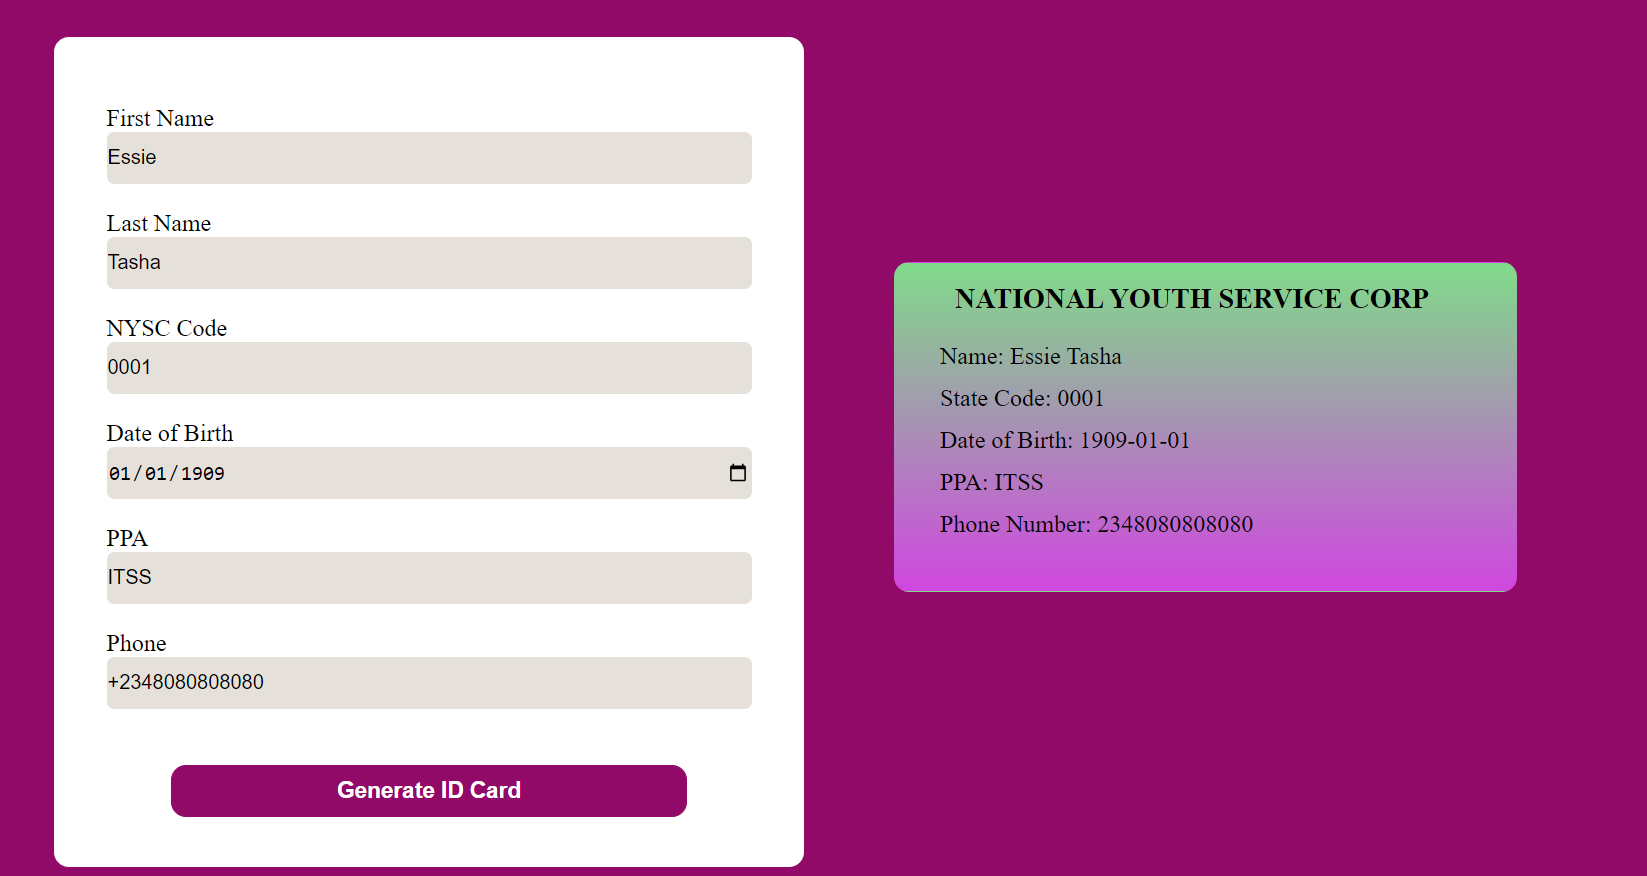 First Name
Essie
Last Name
Tasha
NYSC Code
0001
Date of Birth
01/01/1909
PPA
ITSS
Phone
+2348080808080
Generate ID Card
NATIONAL YOUTH SERVICE CORP
Name: Essie Tasha
State Code: 0001
Date of Birth: 1909-01-01
PPA: ITSS
Phone Number: 2348080808080